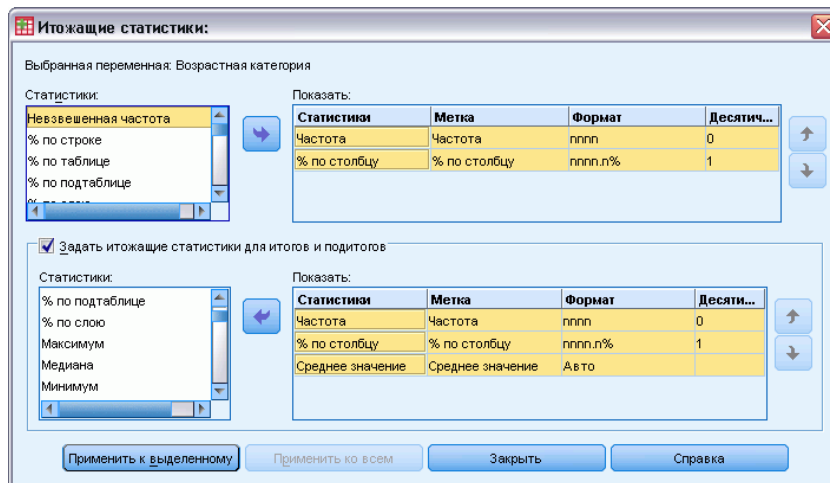 Итожащие статистики:
Выбранная переменная: Возрастная категория
Статистики:
Невзвешенная частота
% по строке
% по таблице
% по подтаблице
Показать:
Статистики Метка Формат Десятич...
Частота Частота nnnn 0
% по столбцу % по столбцу nnnn.n% 1
Задать итожащие статистики для итогов и подитогов
Статистики:
% по подтаблице
% по слою
Максимум
Медиана
Минимум
Показать:
Статистики Метка Формат Десяти...
Частота Частота nnnn 0
% по столбцу % по столбцу nnnn.n% 1
Среднее значение Среднее значение Авто
Применить к выделенному Применить ко всем Закрыть Справка